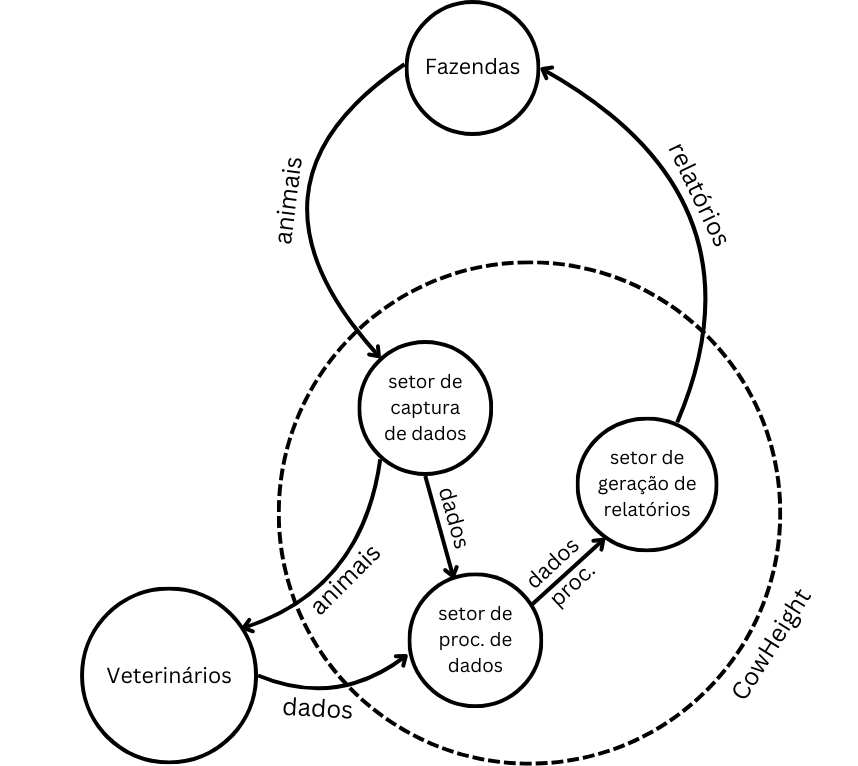 Fazendas
animais
relatórios
setor de
captura
de dados
setor de
geração de
relatórios
dados
dados
proc.
animais
setor de
proc. de
dados
Veterinários
dados
CowHeight